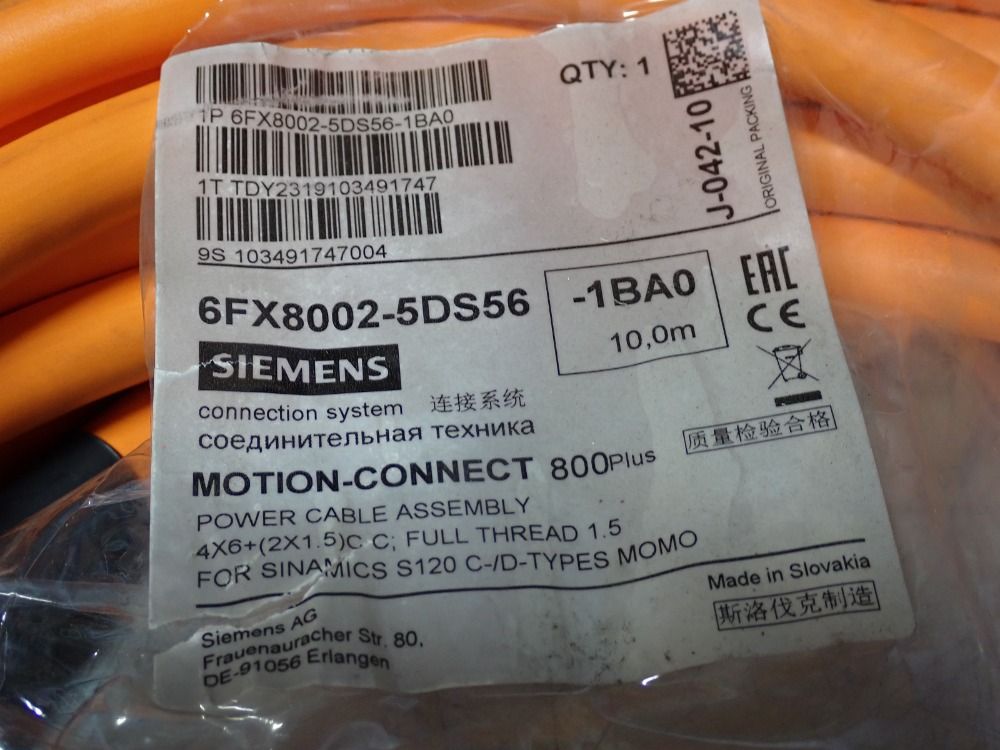 QTY: 1
1P 6FX8002-5DS56-1BA0
1T TDY2319103491747
9S 103491747004
J-042-10
ORIGINAL PACKING
6FX8002-5DS56
-1BA0
10,0m
EAC
CE
SIEMENS
connection system 连接系统
соединительная техника
质量检验合格
MOTION-CONNECT 800Plus
POWER CABLE ASSEMBLY
4X6+(2X1.5)C C; FULL THREAD 1.5
FOR SINAMICS S120 C-/D-TYPES MOMO
Made in Slovakia
斯洛伐克制造
Siemens AG
Frauenauracher Str. 80,
DE-91056 Erlangen